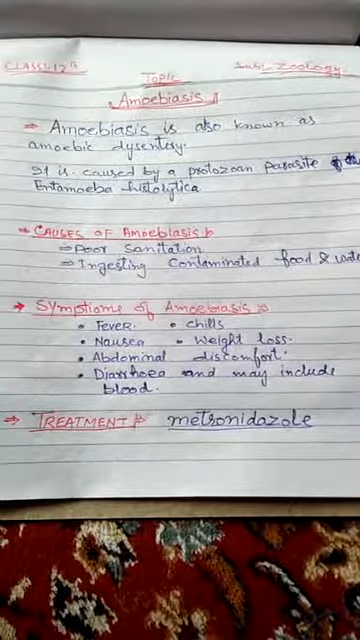 CLASS:-12th
Sub:- Zoology
Topic
Amoebiasis
⇒ Amoebiasis is also known as
amoebic dysentery.
It is caused by a protozoan parasite
Entamoeba histolytica
→ CAUSES OF Amoebiasis
⇒ Poor Sanitation
⇒ Ingesting Contaminated food & wate
→ Symptioms of Amoebiasis
• Fever. • chills
• Nausea • Weight loss.
• Abdominal discomfort.
• Diarrhoea and may include
blood.
⇒ TREATMENT metronidazole